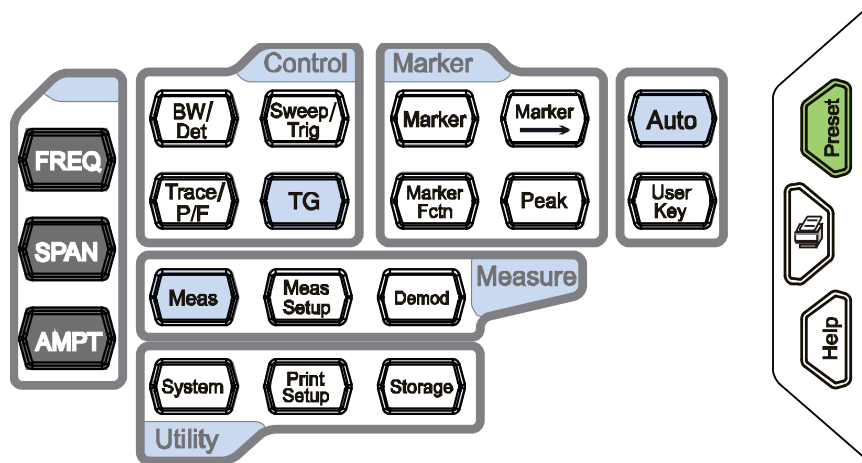 FREQ
SPAN
AMPT
Control
BW/
Det
Sweep/
Trig
Trace/
P/F
TG
Marker
Marker
Marker
Marker
Fctn
Peak
Auto
User
Key
Measure
Meas
Meas
Setup
Demod
System
Print
Setup
Storage
Utility
Preset
Help